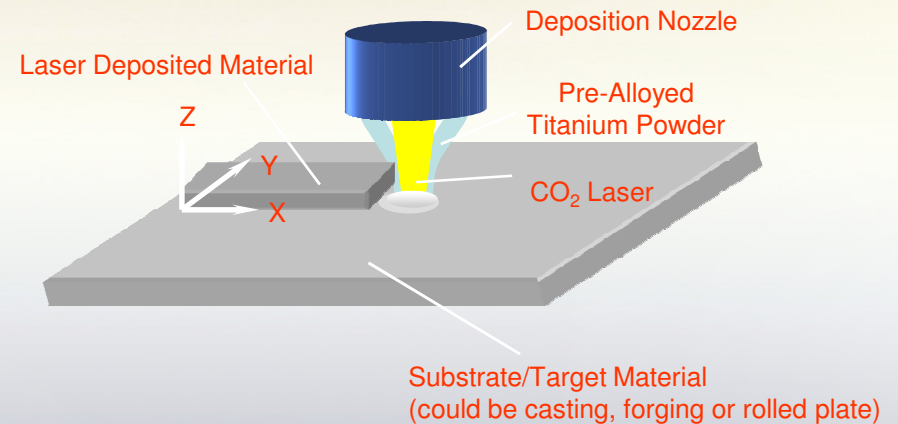 Deposition Nozzle
Laser Deposited Material
Pre-Alloyed
Titanium Powder
Z
Y
X
CO₂ Laser
Substrate/Target Material
(could be casting, forging or rolled plate)